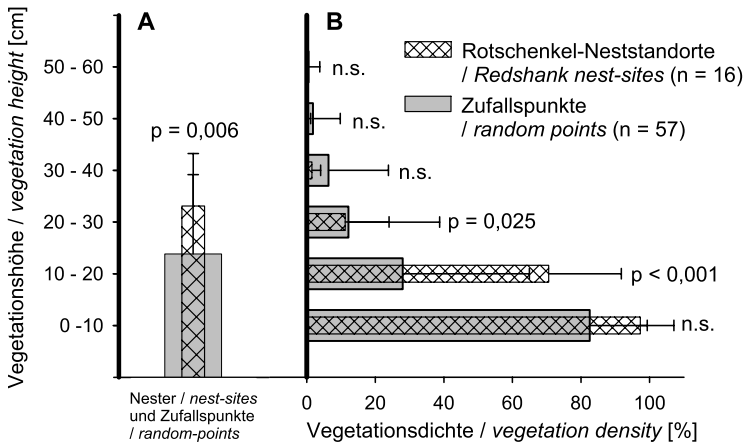 A
B
Vegetationshöhe / vegetation height [cm]
50 - 60
40 - 50
30 - 40
20 - 30
10 - 20
0 -10
p = 0,006
Nester / nest-sites
und Zufallspunkte
/ random-points
Rotschenkel-Neststandorte
/ Redshank nest-sites (n = 16)
Zufallspunkte
/ random points (n = 57)
n.s.
n.s.
n.s.
p = 0,025
p < 0,001
n.s.
0 20 40 60 80 100
Vegetationsdichte / vegetation density [%]